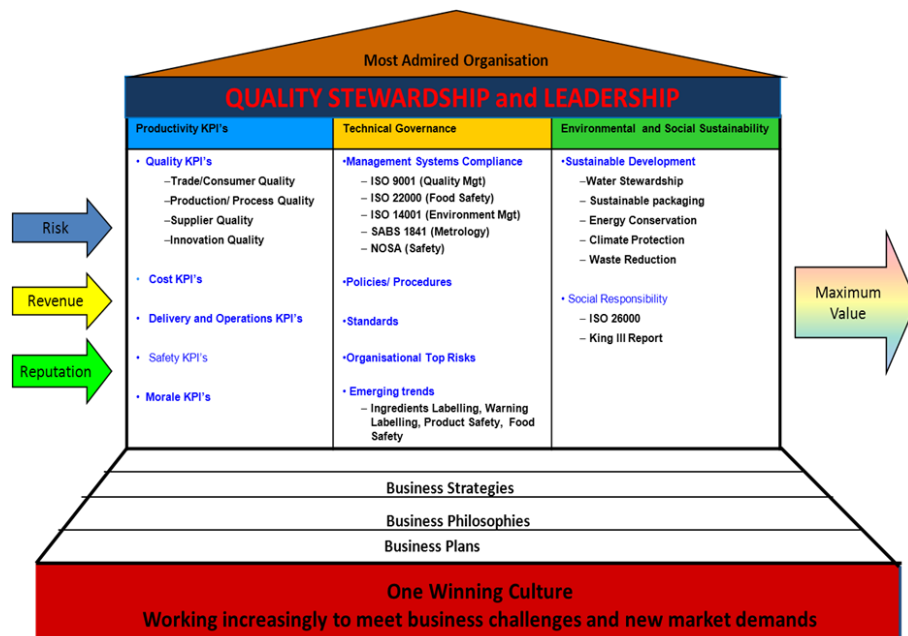 Most Admired Organisation
QUALITY STEWARDSHIP and LEADERSHIP
Productivity KPI's
• Quality KPI's
–Trade/Consumer Quality
–Production/ Process Quality
–Supplier Quality
–Innovation Quality
• Cost KPI's
• Delivery and Operations KPI's
• Safety KPI's
• Morale KPI's
Technical Governance
•Management Systems Compliance
– ISO 9001 (Quality Mgt)
– ISO 22000 (Food Safety)
– ISO 14001 (Environment Mgt)
– SABS 1841 (Metrology)
– NOSA (Safety)
•Policies/ Procedures
•Standards
•Organisational Top Risks
• Emerging trends
– Ingredients Labelling, Warning
Labelling, Product Safety, Food
Safety
Environmental and Social Sustainability
•Sustainable Development
–Water Stewardship
– Sustainable packaging
– Energy Conservation
– Climate Protection
– Waste Reduction
• Social Responsibility
– ISO 26000
– King III Report
Risk
Revenue
Reputation
Maximum
Value
Business Strategies
Business Philosophies
Business Plans
One Winning Culture
Working increasingly to meet business challenges and new market demands